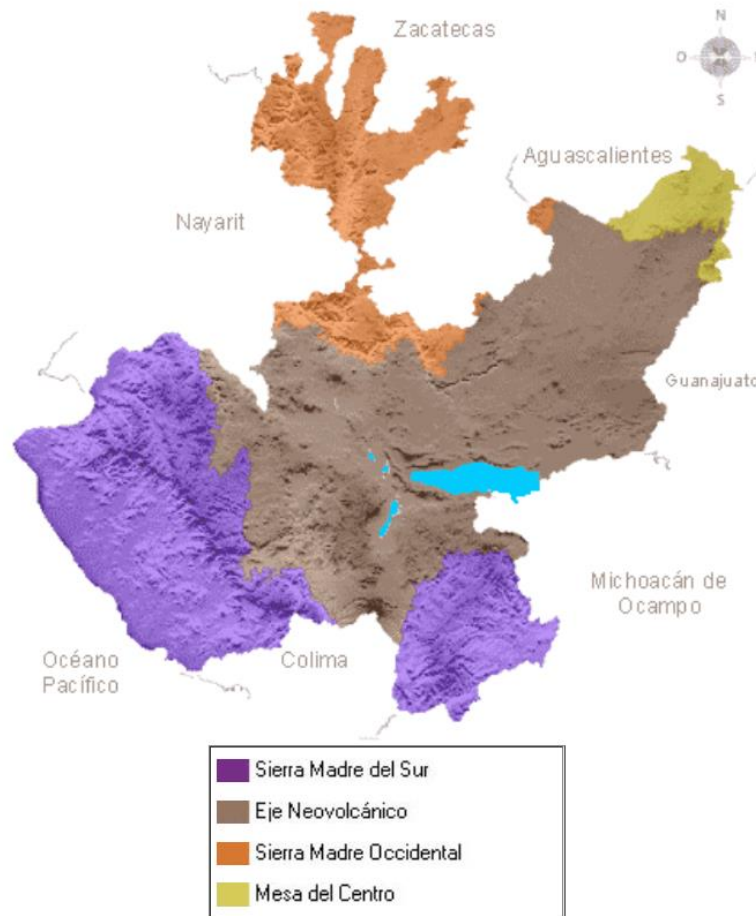 Zacatecas
N
O
S
Aguascalientes
Nayarit
Guanajuato
Michoacán de
Ocampo
Océano
Pacífico
Colima
Sierra Madre del Sur
Eje Neovolcánico
Sierra Madre Occidental
Mesa del Centro